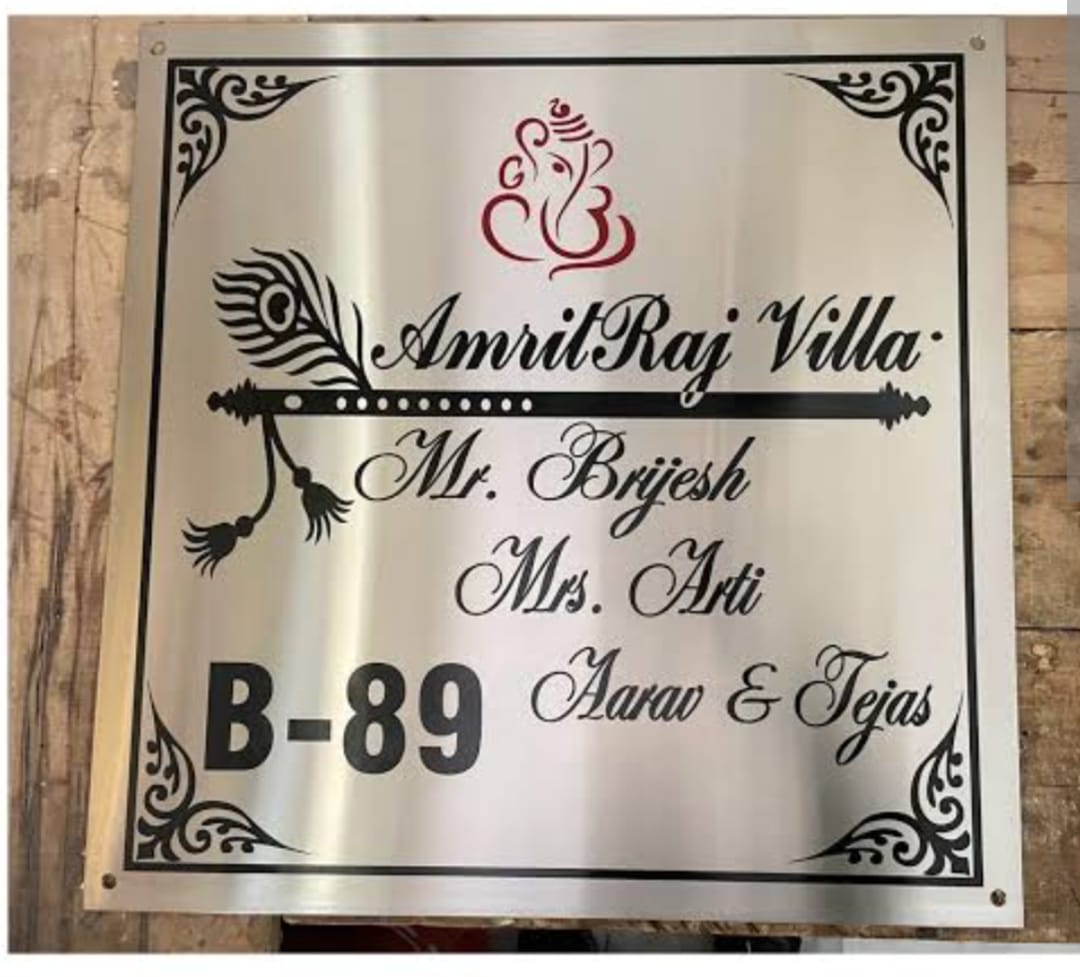 AmritRaj Villa
Mr. Brijesh
Mrs. Arti
Aarav & Tejas
B-89